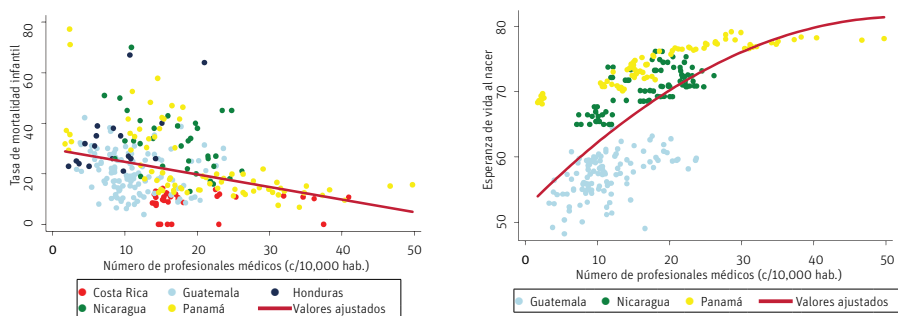 Tasa de mortalidad infantil
80
60
40
20
0
0
10
20
30
40
50
Número de profesionales médicos (c/10,000 hab.)
Costa Rica
Guatemala
Honduras
Nicaragua
Panamá
Valores ajustados
Esperanza de vida al nacer
80
70
60
50
0
10
20
30
40
50
Número de profesionales médicos (c/10,000 hab.)
Guatemala
Nicaragua
Panamá
Valores ajustados